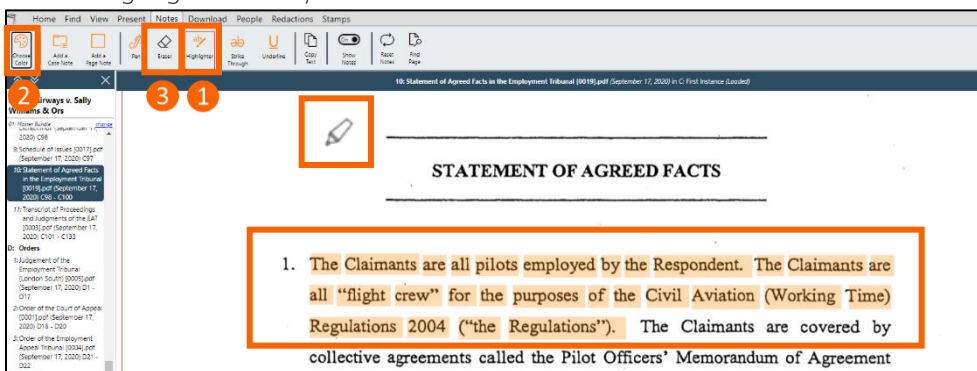 Home Find View Present Notes Download People Redactions Stamps
Choose Color
Add a Case Note
Add a Page Note
Pen
Eraser
Highlighter
Strike Through
Underline
Copy Text
Show Notes
Reset Notes
Find Page
2
3
1
10: Statement of Agreed Facts in the Employment Tribunal [0019].pdf (September 17, 2020) in C: First Instance (Loaded)
irways v. Sally
Williams & Ors
01: Master Bundle change
2020) C98
9: Schedule of Issues [0017].pdf
(September 17, 2020) C97
10: Statement of Agreed Facts
in the Employment Tribunal
[0019].pdf (September 17,
2020) C98 - C100
11: Transcript of Proceedings
and Judgments of the EAT
[0003].pdf (September 17,
2020) C101 - C133
D: Orders
1: Judgement of the
Employment Tribunal
(London South) [0005].pdf
(September 17, 2020) D1 -
D17
2: Order of the Court of Appeal
[0001].pdf (September 17,
2020) D18 - D20
3: Order of the Employment
Appeal Tribunal [0004].pdf
(September 17, 2020) D21 -
D22
STATEMENT OF AGREED FACTS
1. The Claimants are all pilots employed by the Respondent. The Claimants are
all “flight crew” for the purposes of the Civil Aviation (Working Time)
Regulations 2004 (“the Regulations”). The Claimants are covered by
collective agreements called the Pilot Officers’ Memorandum of Agreement